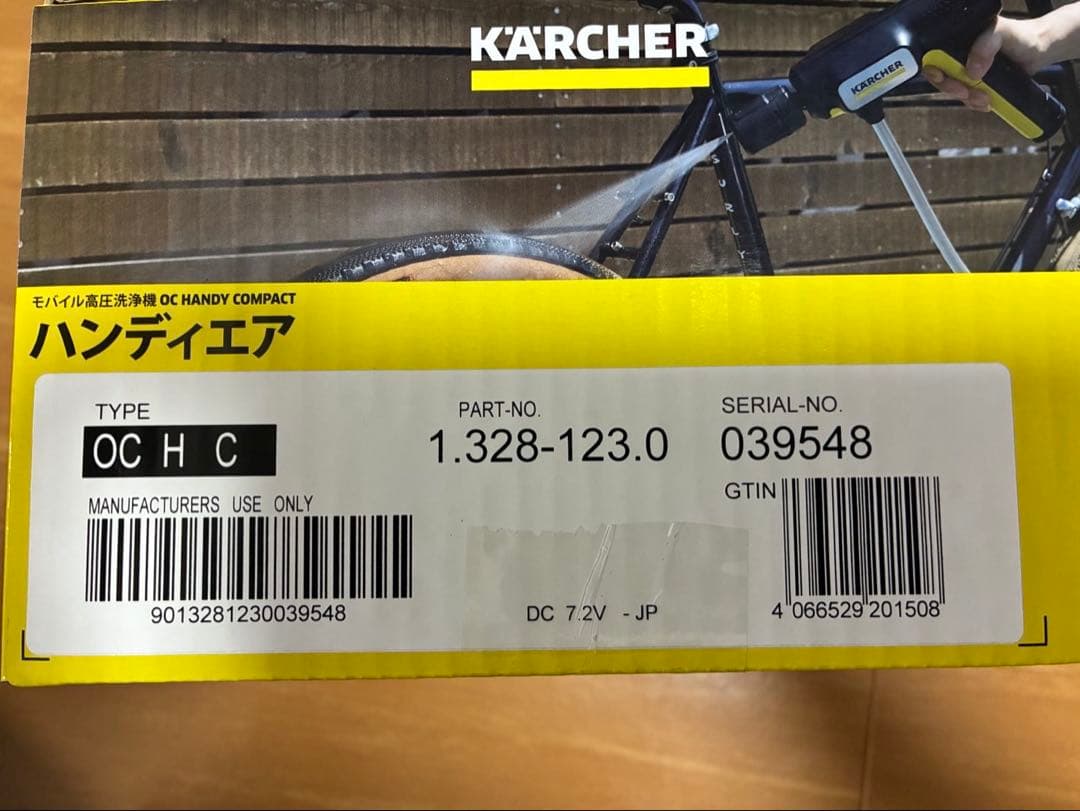 KÄRCHER
KÄRCHER
モバイル高圧洗浄機 OC HANDY COMPACT
ハンディエア
TYPE
OC H C
PART-NO.
1.328-123.0
SERIAL-NO.
039548
MANUFACTURERS USE ONLY
9013281230039548
DC 7.2V - JP
GTIN
4 066529 201508